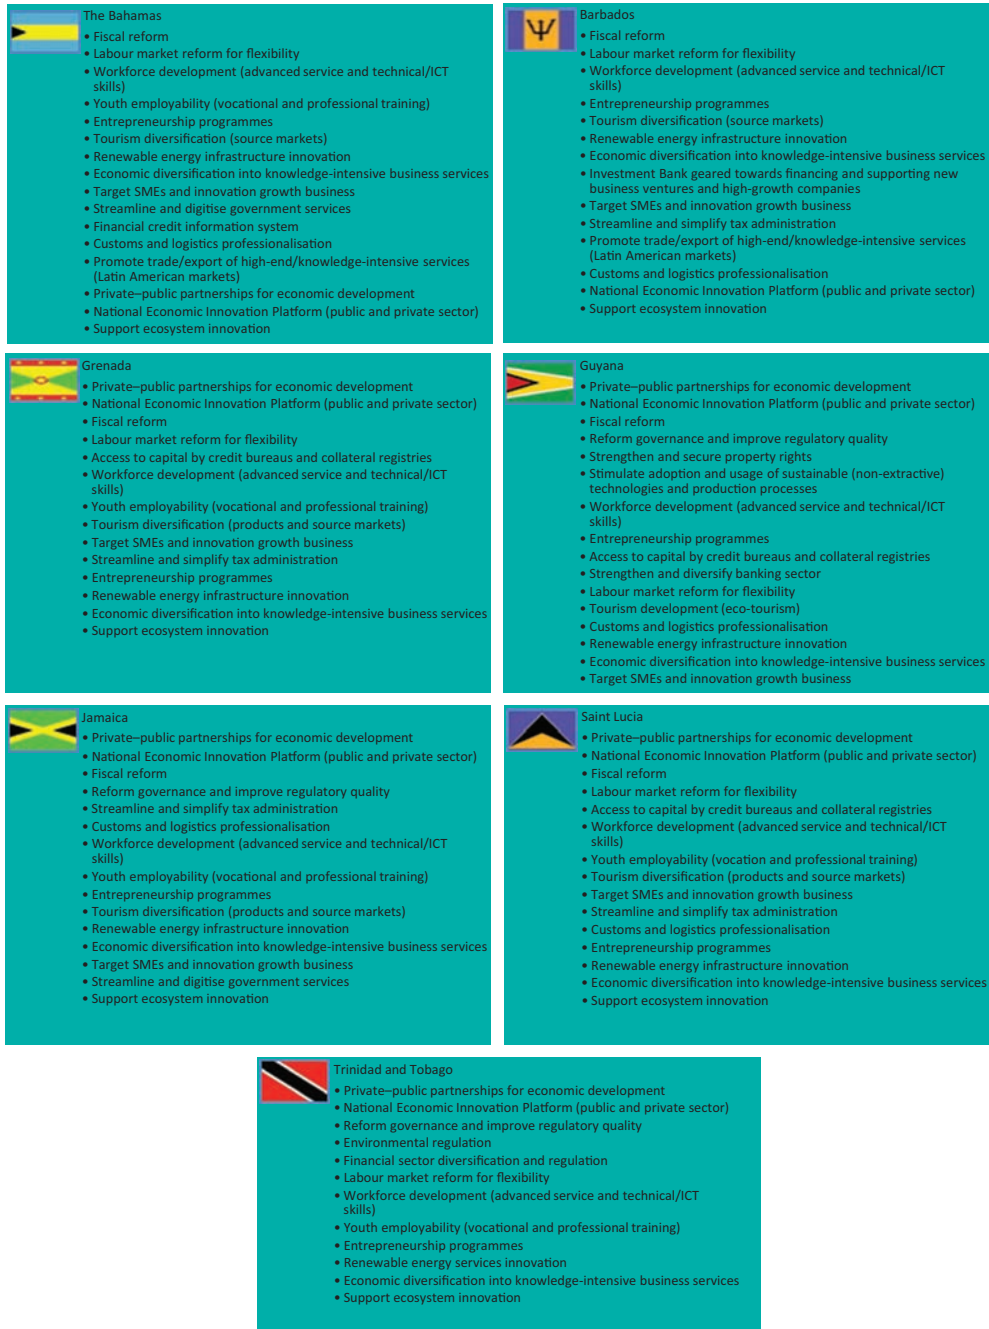 The Bahamas
• Fiscal reform
• Labour market reform for flexibility
• Workforce development (advanced service and technical/ICT
skills)
• Youth employability (vocational and professional training)
• Entrepreneurship programmes
• Tourism diversification (source markets)
• Renewable energy infrastructure innovation
• Economic diversification into knowledge-intensive business services
• Target SMEs and innovation growth business
• Streamline and digitise government services
• Financial credit information system
• Customs and logistics professionalisation
• Promote trade/export of high-end/knowledge-intensive services
(Latin American markets)
• Private–public partnerships for economic development
• National Economic Innovation Platform (public and private sector)
• Support ecosystem innovation
Barbados
• Fiscal reform
• Labour market reform for flexibility
• Workforce development (advanced service and technical/ICT
skills)
• Entrepreneurship programmes
• Tourism diversification (source markets)
• Renewable energy infrastructure innovation
• Economic diversification into knowledge-intensive business services
• Investment Bank geared towards financing and supporting new
business ventures and high-growth companies
• Target SMEs and innovation growth business
• Streamline and simplify tax administration
• Promote trade/export of high-end/knowledge-intensive services
(Latin American markets)
• Customs and logistics professionalisation
• National Economic Innovation Platform (public and private sector)
• Support ecosystem innovation
Grenada
• Private–public partnerships for economic development
• National Economic Innovation Platform (public and private sector)
• Fiscal reform
• Labour market reform for flexibility
• Access to capital by credit bureaus and collateral registries
• Workforce development (advanced service and technical/ICT
skills)
• Youth employability (vocational and professional training)
• Tourism diversification (products and source markets)
• Target SMEs and innovation growth business
• Streamline and simplify tax administration
• Entrepreneurship programmes
• Renewable energy infrastructure innovation
• Economic diversification into knowledge-intensive business services
• Support ecosystem innovation
Guyana
• Private–public partnerships for economic development
• National Economic Innovation Platform (public and private sector)
• Fiscal reform
• Reform governance and improve regulatory quality
• Strengthen and secure property rights
• Stimulate adoption and usage of sustainable (non-extractive)
technologies and production processes
• Workforce development (advanced service and technical/ICT
skills)
• Entrepreneurship programmes
• Access to capital by credit bureaus and collateral registries
• Strengthen and diversify banking sector
• Labour market reform for flexibility
• Tourism development (eco-tourism)
• Customs and logistics professionalisation
• Renewable energy infrastructure innovation
• Economic diversification into knowledge-intensive business services
• Target SMEs and innovation growth business
Jamaica
• Private–public partnerships for economic development
• National Economic Innovation Platform (public and private sector)
• Fiscal reform
• Reform governance and improve regulatory quality
• Streamline and simplify tax administration
• Customs and logistics professionalisation
• Workforce development (advanced service and technical/ICT
skills)
• Youth employability (vocational and professional training)
• Entrepreneurship programmes
• Tourism diversification (products and source markets)
• Renewable energy infrastructure innovation
• Economic diversification into knowledge-intensive business services
• Target SMEs and innovation growth business
• Streamline and digitise government services
• Support ecosystem innovation
Saint Lucia
• Private–public partnerships for economic development
• National Economic Innovation Platform (public and private sector)
• Fiscal reform
• Labour market reform for flexibility
• Access to capital by credit bureaus and collateral registries
• Workforce development (advanced service and technical/ICT
skills)
• Youth employability (vocation and professional training)
• Tourism diversification (products and source markets)
• Target SMEs and innovation growth business
• Streamline and simplify tax administration
• Customs and logistics professionalisation
• Entrepreneurship programmes
• Renewable energy infrastructure innovation
• Economic diversification into knowledge-intensive business services
• Support ecosystem innovation
Trinidad and Tobago
• Private–public partnerships for economic development
• National Economic Innovation Platform (public and private sector)
• Reform governance and improve regulatory quality
• Environmental regulation
• Financial sector diversification and regulation
• Labour market reform for flexibility
• Workforce development (advanced service and technical/ICT
skills)
• Youth employability (vocational and professional training)
• Entrepreneurship programmes
• Renewable energy services innovation
• Economic diversification into knowledge-intensive business services
• Support ecosystem innovation